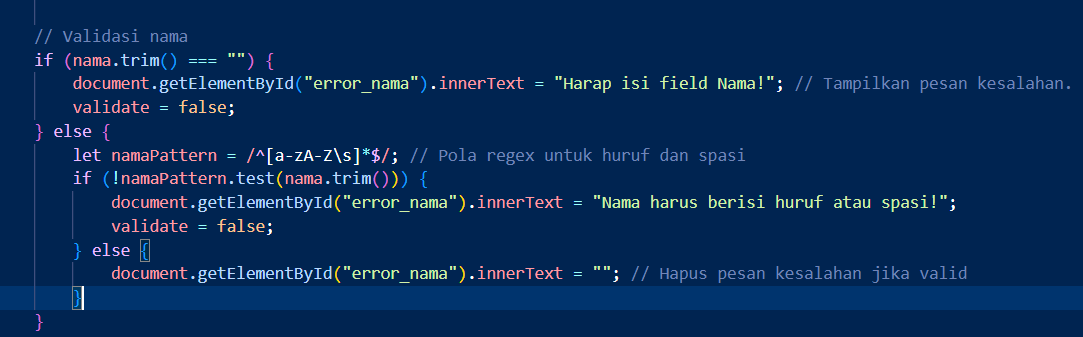 // Validasi nama
if (nama.trim() === "") {
document.getElementById("error_nama").innerText = "Harap isi field Nama!"; // Tampilkan pesan kesalahan.
validate = false;
} else {
let namaPattern = /^[a-zA-Z\s]*$/; // Pola regex untuk huruf dan spasi
if (!namaPattern.test(nama.trim())) {
document.getElementById("error_nama").innerText = "Nama harus berisi huruf atau spasi!";
validate = false;
} else {
document.getElementById("error_nama").innerText = ""; // Hapus pesan kesalahan jika valid
}
}